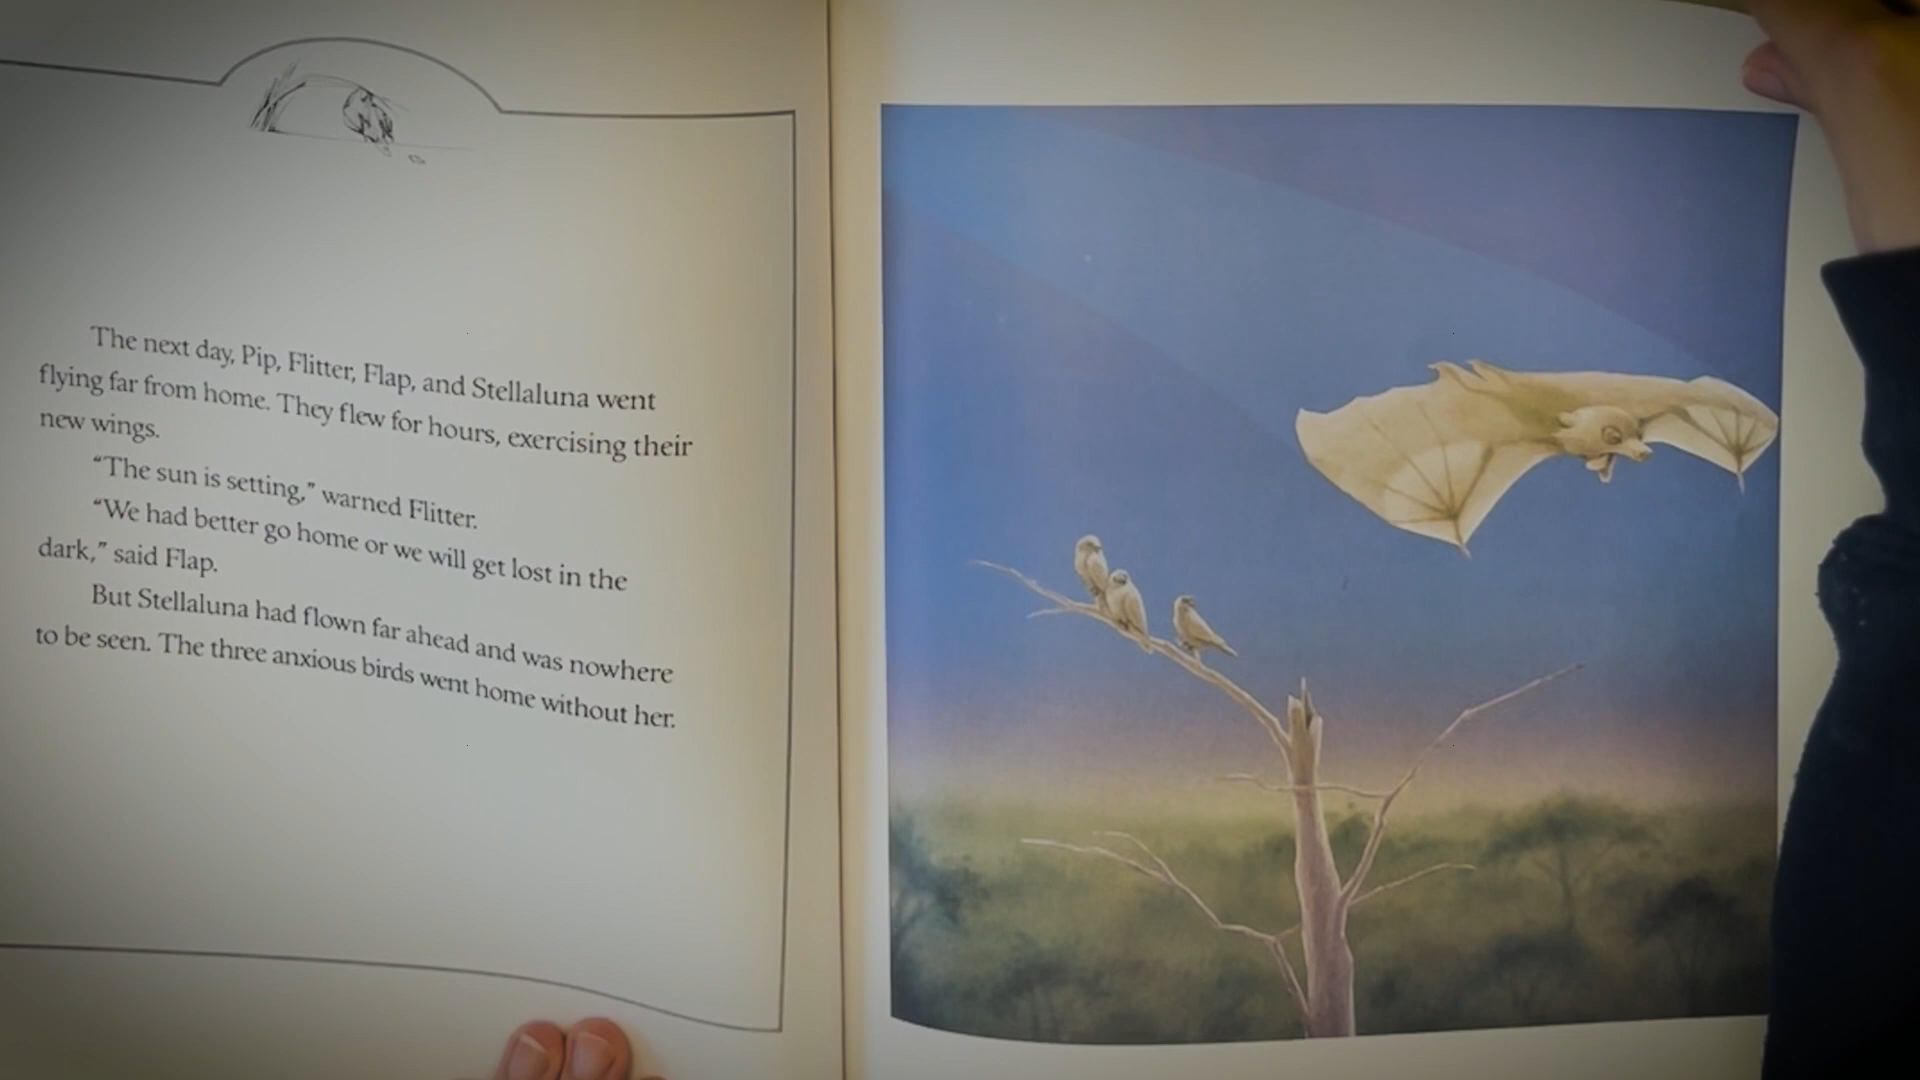 The next day, Pip, Flitter, Flap, and Stellaluna went
flying far from home. They flew for hours, exercising their
new wings.
“The sun is setting,” warned Flitter.
“We had better go home or we will get lost in the
dark,” said Flap.
But Stellaluna had flown far ahead and was nowhere
to be seen. The three anxious birds went home without her.